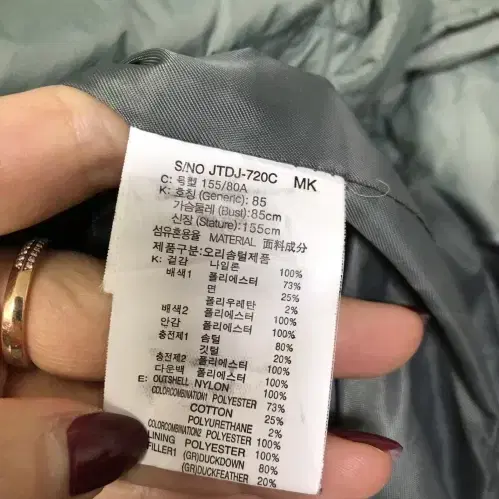 S/NO JTDJ-720C MK
C: 号型 155/80A
K: 호칭 (Generic): 85
가슴둘레 (Bust): 85cm
신장 (Stature): 155cm
섬유혼용율 MATERIAL 面料成分
제품구분:오리솜털제품
K: 겉감 나일론 100%
배색1 폴리에스터 73%
면 25%
폴리우레탄 2%
배색2 폴리에스터 100%
안감 폴리에스터 100%
충전제1 솜털 80%
깃털 20%
충전제2 폴리에스터 100%
다운백 폴리에스터 100%
E: OUTSHELL NYLON 100%
COLORCOMBINATION1 POLYESTER 73%
COTTON 25%
POLYURETHANE 2%
COLORCOMBINATION2 POLYESTER 100%
LINING POLYESTER 100%
FILLER1 (GR)DUCKDOWN 80%
(GR)DUCKFEATHER 20%